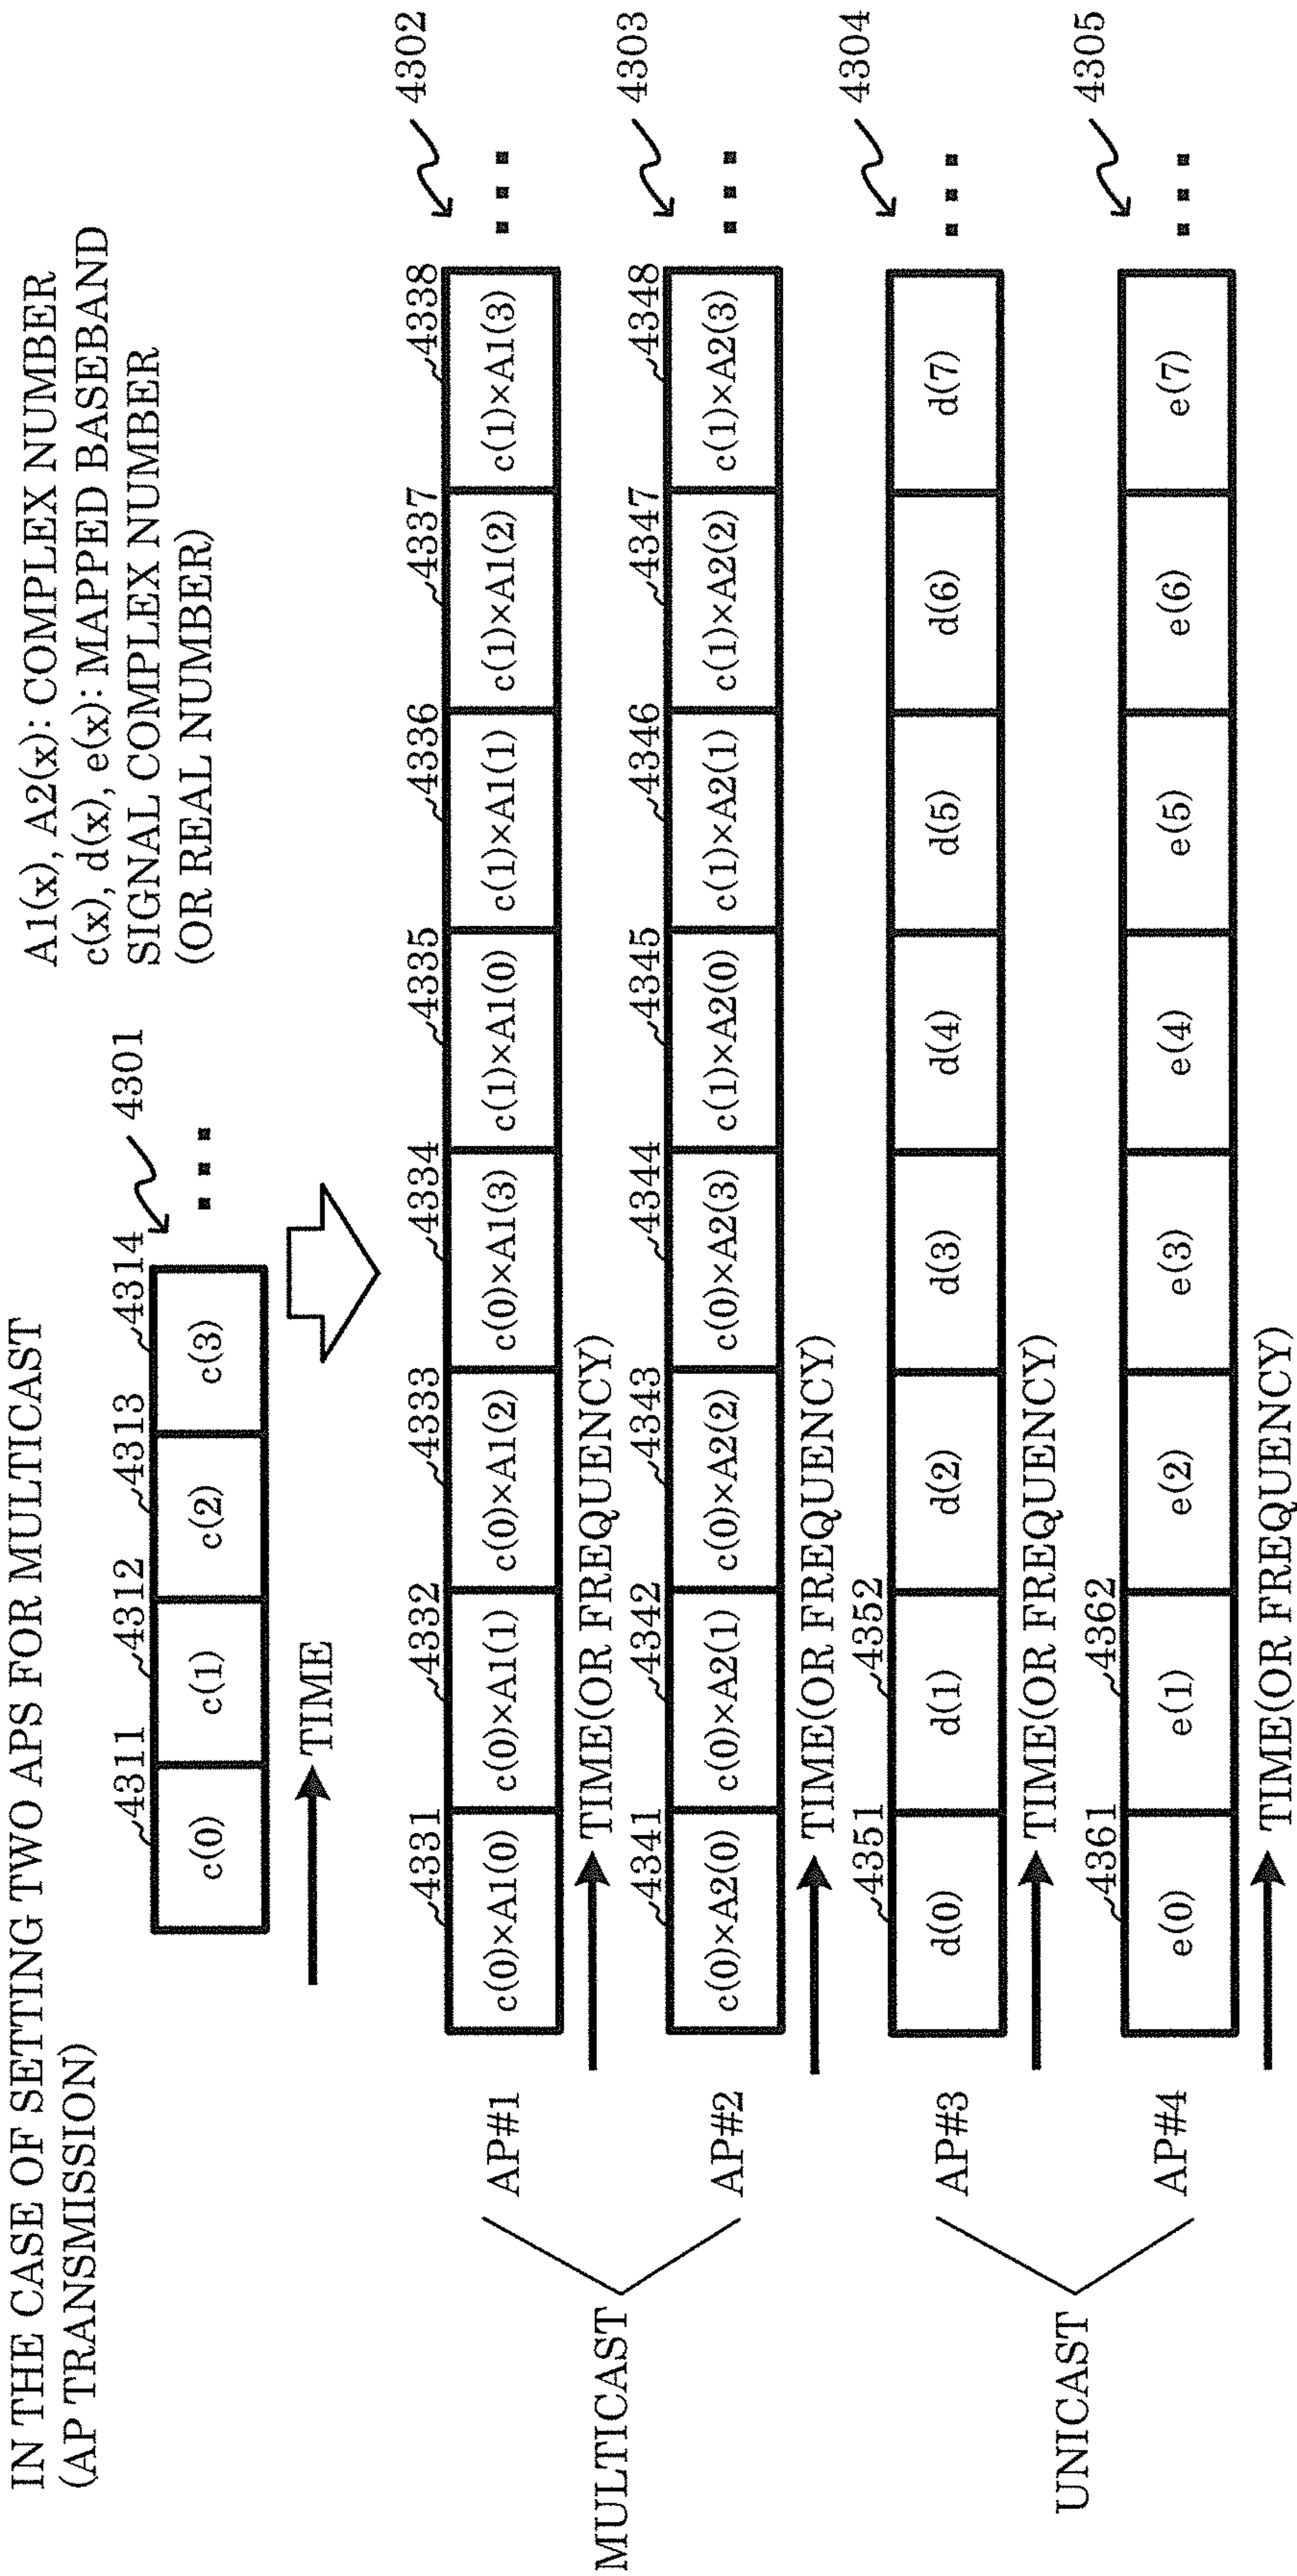 IN THE CASE OF SETTING TWO APS FOR MULTICAST
(AP TRANSMISSION)
A1(x), A2(x): COMPLEX NUMBER
c(x), d(x), e(x): MAPPED BASEBAND
SIGNAL COMPLEX NUMBER
(OR REAL NUMBER)
4311 4312 4313 4314 4301
c(0) c(1) c(2) c(3)
TIME
4331 4332 4333 4334 4335 4336 4337 4338 4302
AP#1 c(0)×A1(0) c(0)×A1(1) c(0)×A1(2) c(0)×A1(3) c(1)×A1(0) c(1)×A1(1) c(1)×A1(2) c(1)×A1(3)
TIME(OR FREQUENCY)
MULTICAST
4341 4342 4343 4344 4345 4346 4347 4348 4303
AP#2 c(0)×A2(0) c(0)×A2(1) c(0)×A2(2) c(0)×A2(3) c(1)×A2(0) c(1)×A2(1) c(1)×A2(2) c(1)×A2(3)
TIME(OR FREQUENCY)
4351 4352 4304
AP#3 d(0) d(1) d(2) d(3) d(4) d(5) d(6) d(7)
TIME(OR FREQUENCY)
UNICAST
4361 4362 4305
AP#4 e(0) e(1) e(2) e(3) e(4) e(5) e(6) e(7)
TIME(OR FREQUENCY)